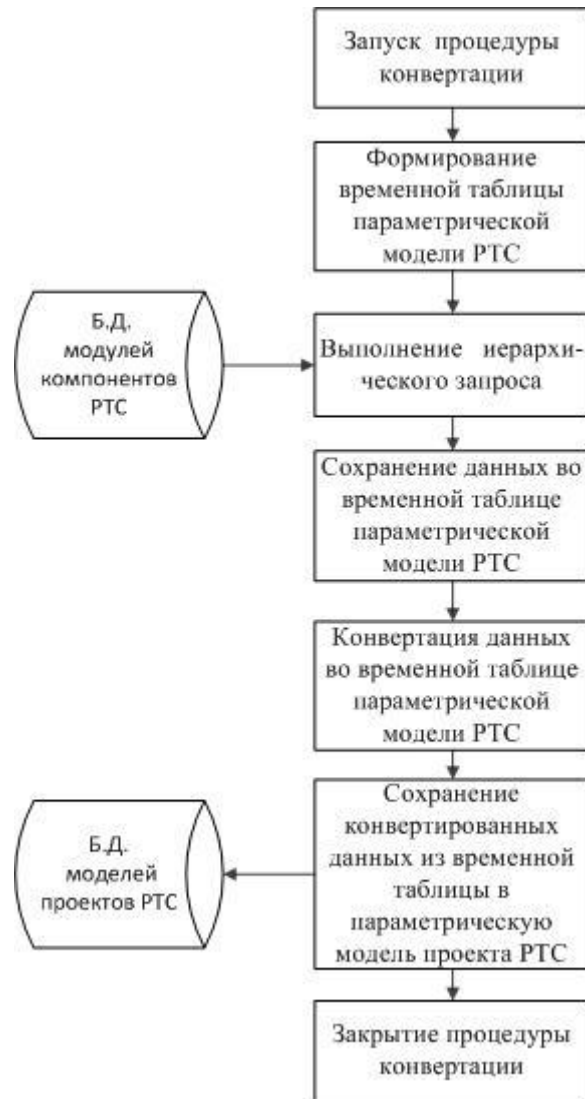 Запуск процедуры
конвертации
Формирование
временной таблицы
параметрической
модели РТС
Б.Д.
модулей
компонентов
РТС
Выполнение иерархи-
ческого запроса
Сохранение данных во
временной таблице
параметрической
модели РТС
Конвертация данных
во временной таблице
параметрической
модели РТС
Б.Д.
моделей
проектов РТС
Сохранение
конвертированных
данных из временной
таблицы в
параметрическую
модель проекта РТС
Закрытие процедуры
конвертации